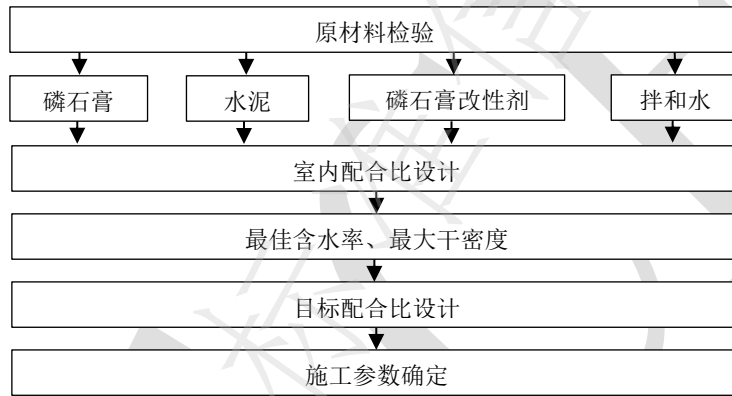 原材料检验
磷石膏 水泥 磷石膏改性剂 拌和水
室内配合比设计
最佳含水率、最大干密度
目标配合比设计
施工参数确定